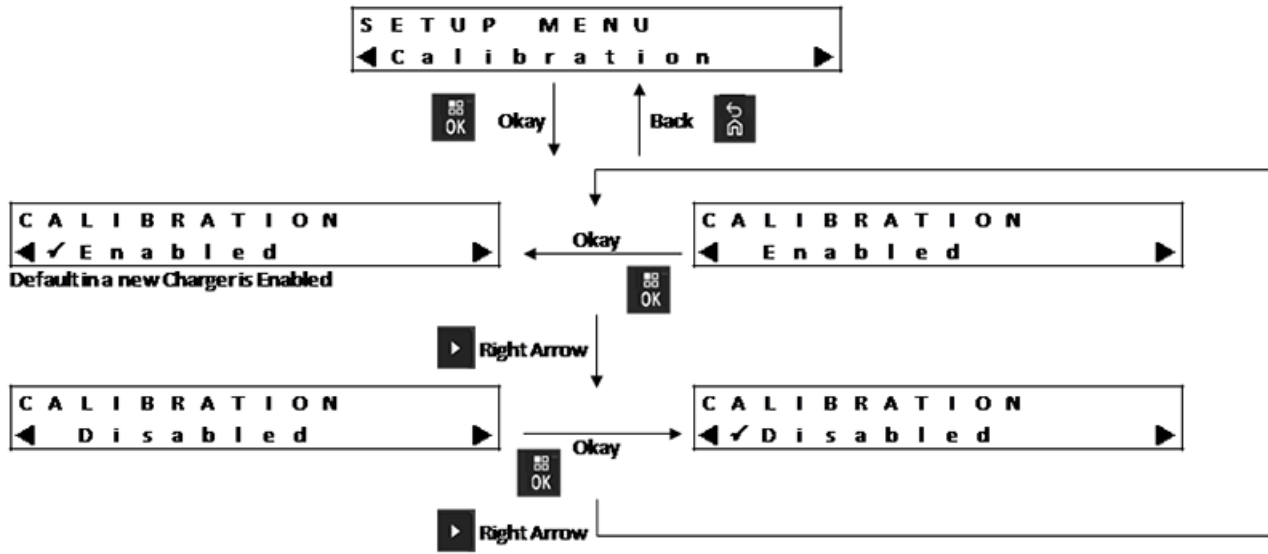 SETUP MENU
Calibration
OK Okay Back
CALIBRATION CALIBRATION
✓Enabled Okay Enabled
Default in a new Charger is Enabled
OK
Right Arrow
CALIBRATION CALIBRATION
Disabled ✓Disabled
Okay
OK
Right Arrow